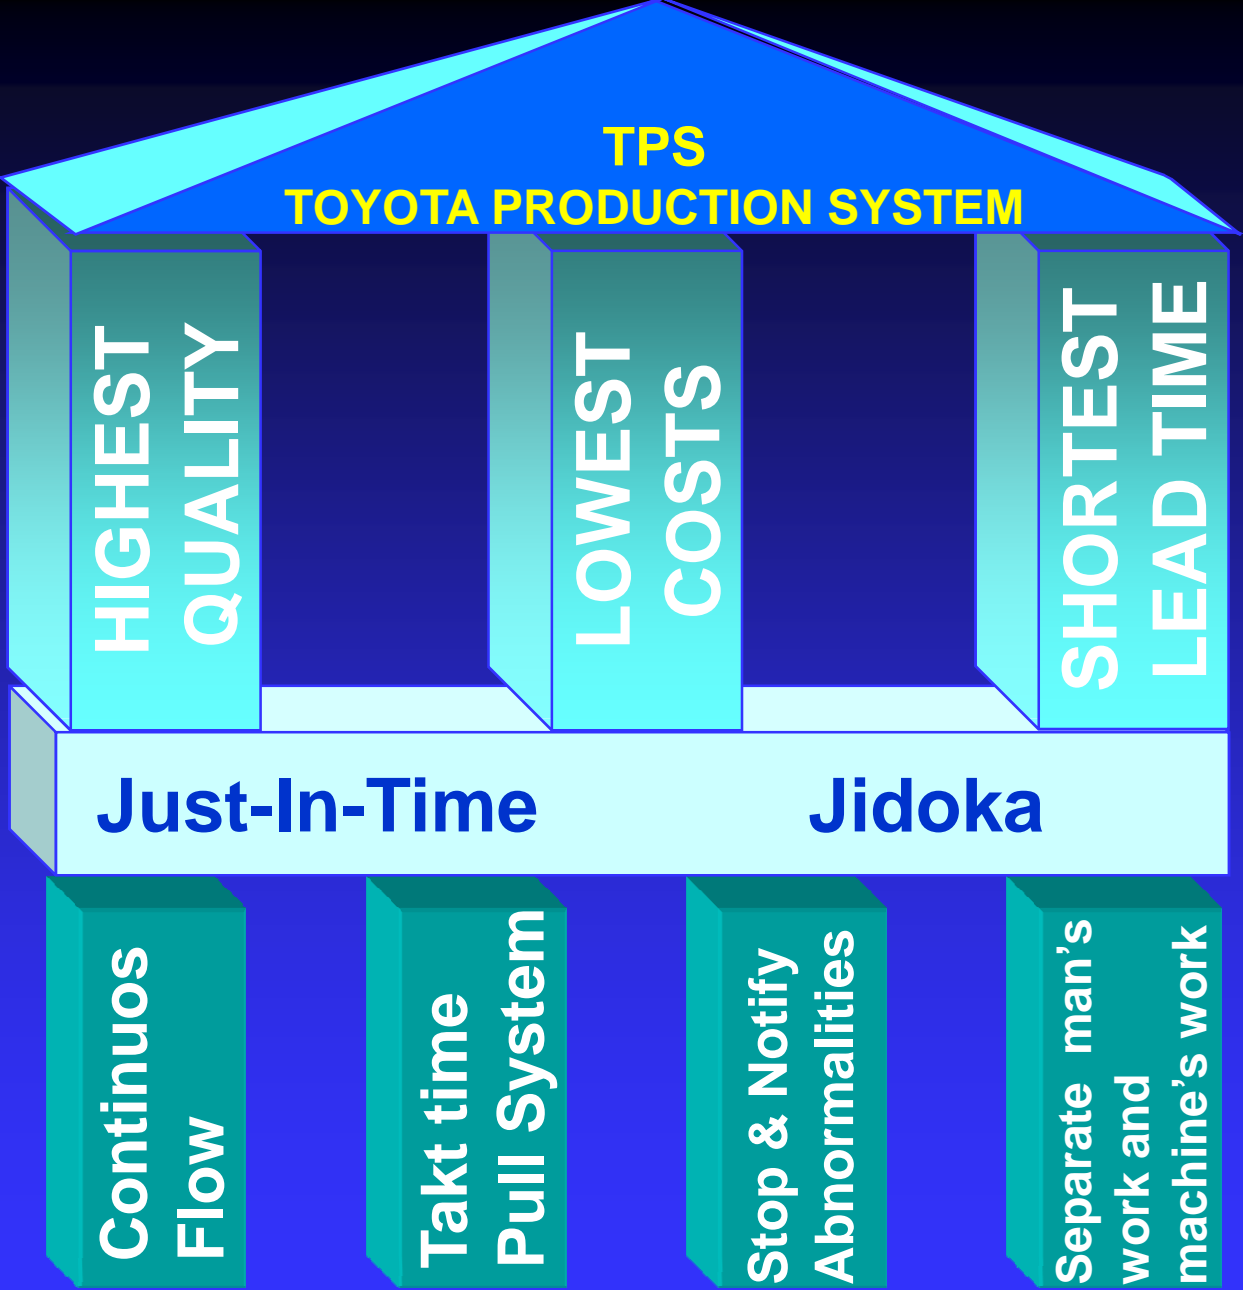 TPS
TOYOTA PRODUCTION SYSTEM
HIGHEST
QUALITY
LOWEST
COSTS
SHORTEST
LEAD TIME
Just-In-Time
Jidoka
Continuos
Flow
Takt time
Pull System
Stop & Notify
Abnormalities
Separate man’s
work and
machine’s work